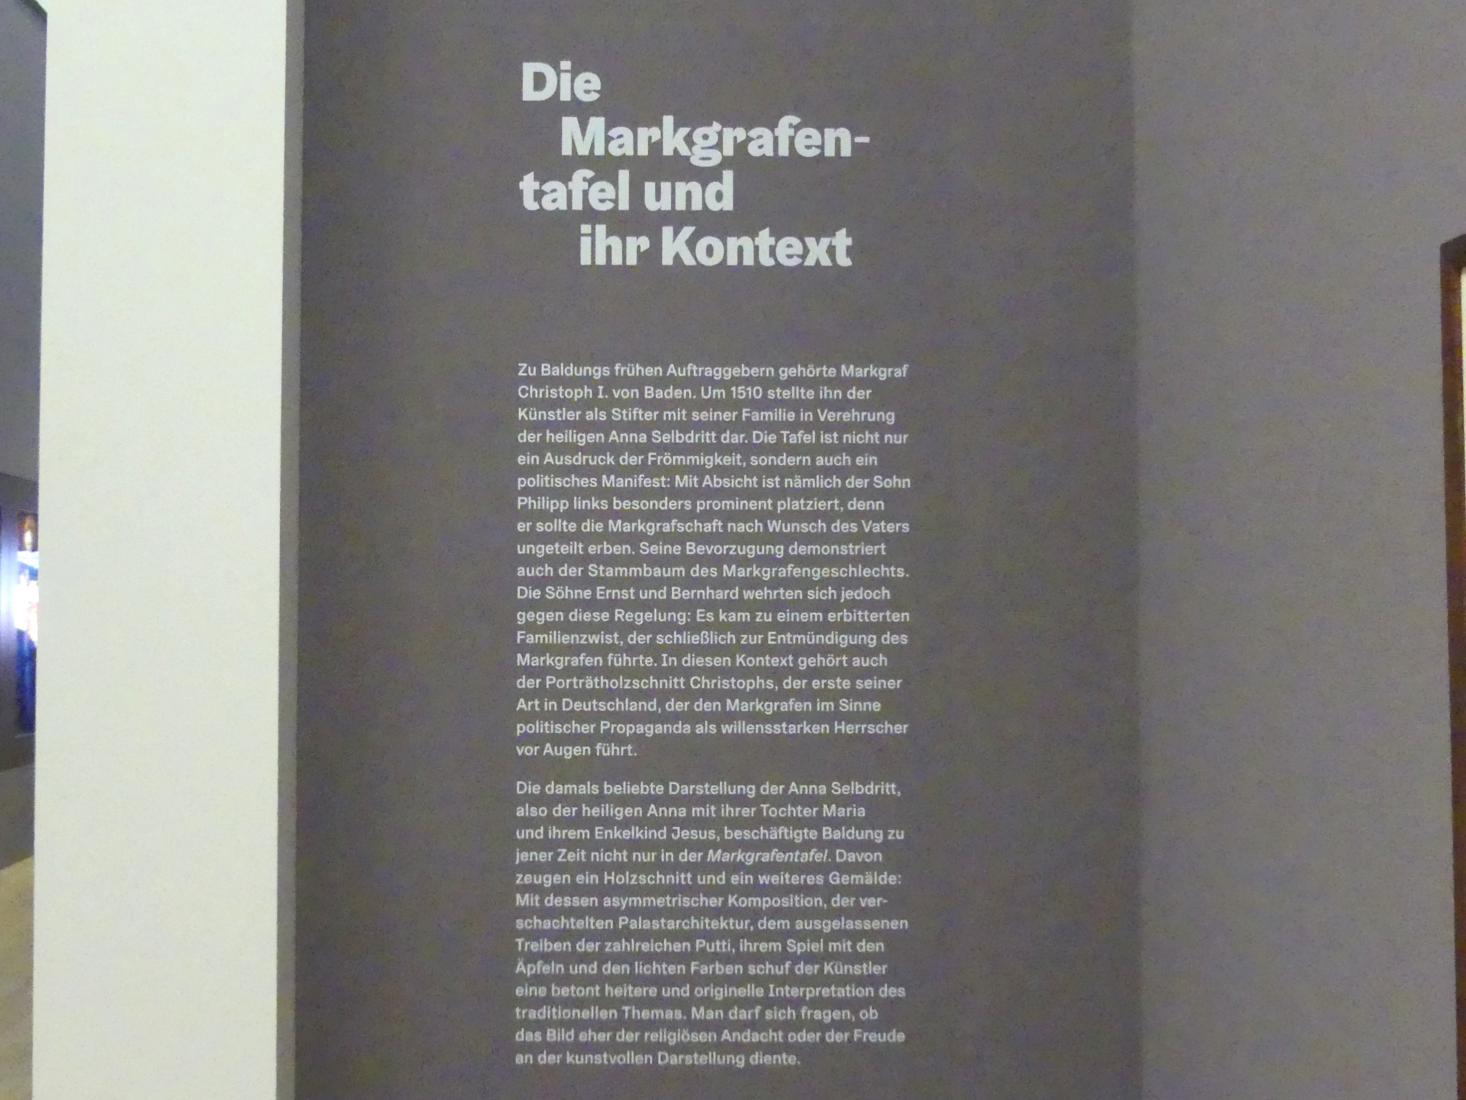 Die
Markgrafen-
tafel und
ihr Kontext
Zu Baldungs frühen Auftraggebern gehörte Markgraf
Christoph I. von Baden. Um 1510 stellte ihn der
Künstler als Stifter mit seiner Familie in Verehrung
der heiligen Anna Selbdritt dar. Die Tafel ist nicht nur
ein Ausdruck der Frömmigkeit, sondern auch ein
politisches Manifest: Mit Absicht ist nämlich der Sohn
Philipp links besonders prominent platziert, denn
er sollte die Markgrafschaft nach Wunsch des Vaters
ungeteilt erben. Seine Bevorzugung demonstriert
auch der Stammbaum des Markgrafengeschlechts.
Die Söhne Ernst und Bernhard wehrten sich jedoch
gegen diese Regelung: Es kam zu einem erbitterten
Familienzwist, der schließlich zur Entmündigung des
Markgrafen führte. In diesen Kontext gehört auch
der Porträtholzschnitt Christophs, der erste seiner
Art in Deutschland, der den Markgrafen im Sinne
politischer Propaganda als willensstarken Herrscher
vor Augen führt.
Die damals beliebte Darstellung der Anna Selbdritt,
also der heiligen Anna mit ihrer Tochter Maria
und ihrem Enkelkind Jesus, beschäftigte Baldung zu
jener Zeit nicht nur in der Markgrafentafel. Davon
zeugen ein Holzschnitt und ein weiteres Gemälde:
Mit dessen asymmetrischer Komposition, der ver-
schachtelten Palastarchitektur, dem ausgelassenen
Treiben der zahlreichen Putti, ihrem Spiel mit den
Äpfeln und den lichten Farben schuf der Künstler
eine betont heitere und originelle Interpretation des
traditionellen Themas. Man darf sich fragen, ob
das Bild eher der religiösen Andacht oder der Freude
an der kunstvollen Darstellung diente.